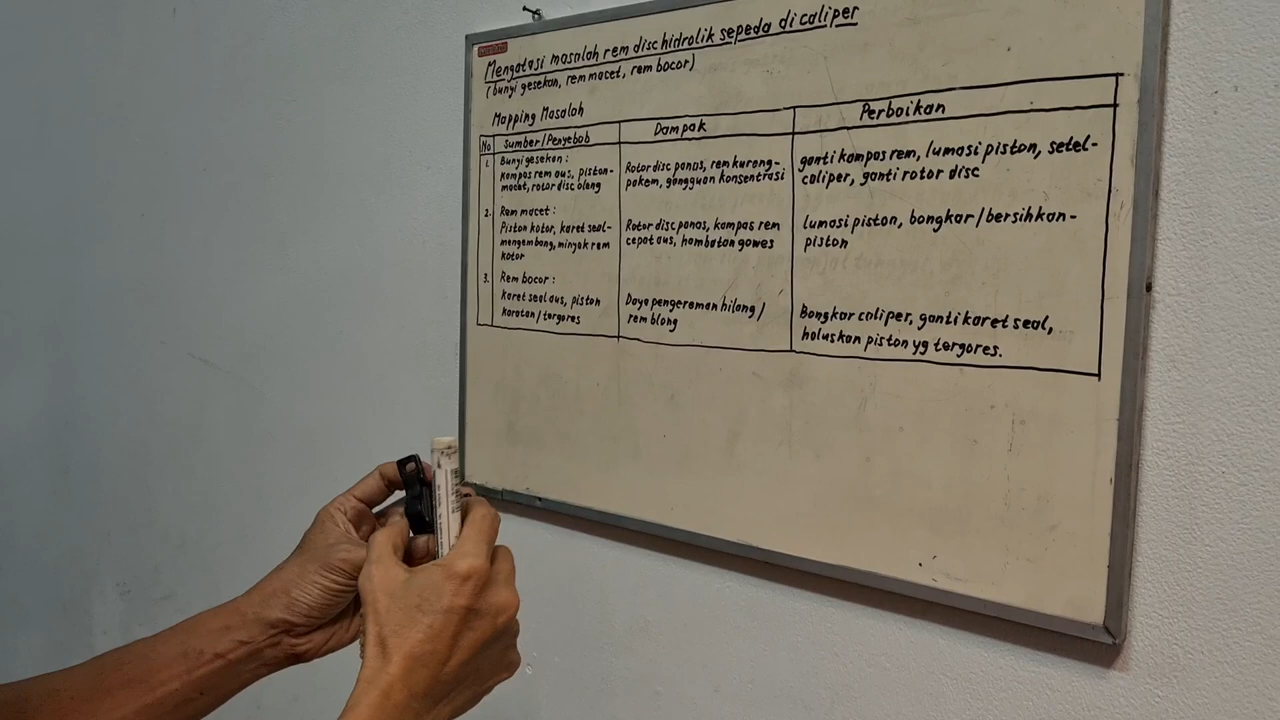 Mengatasi masalah rem disc hidrolik sepeda di caliper
(bunyi gesekan, rem macet, rem bocor)
Mapping Masalah
No Sumber/Penyebab Dampak Perbaikan
1. Bunyi gesekan :
Kampas rem aus, piston-
macet, rotor disc oleng
Rotor disc panas, rem kurang-
pakem, gangguan konsentrasi
ganti kampas rem, lumasi piston, setel-
caliper, ganti rotor disc
2. Rem macet :
Piston kotor, karet seal-
mengembang, minyak rem
kotor
Rotor disc panas, kampas rem
cepat aus, hambatan gowes
lumasi piston, bongkar/bersihkan-
piston
3. Rem bocor :
Karet seal aus, piston
karatan/tergores
Daya pengereman hilang/
rem blong
Bongkar caliper, ganti karet seal,
haluskan piston yg tergores.